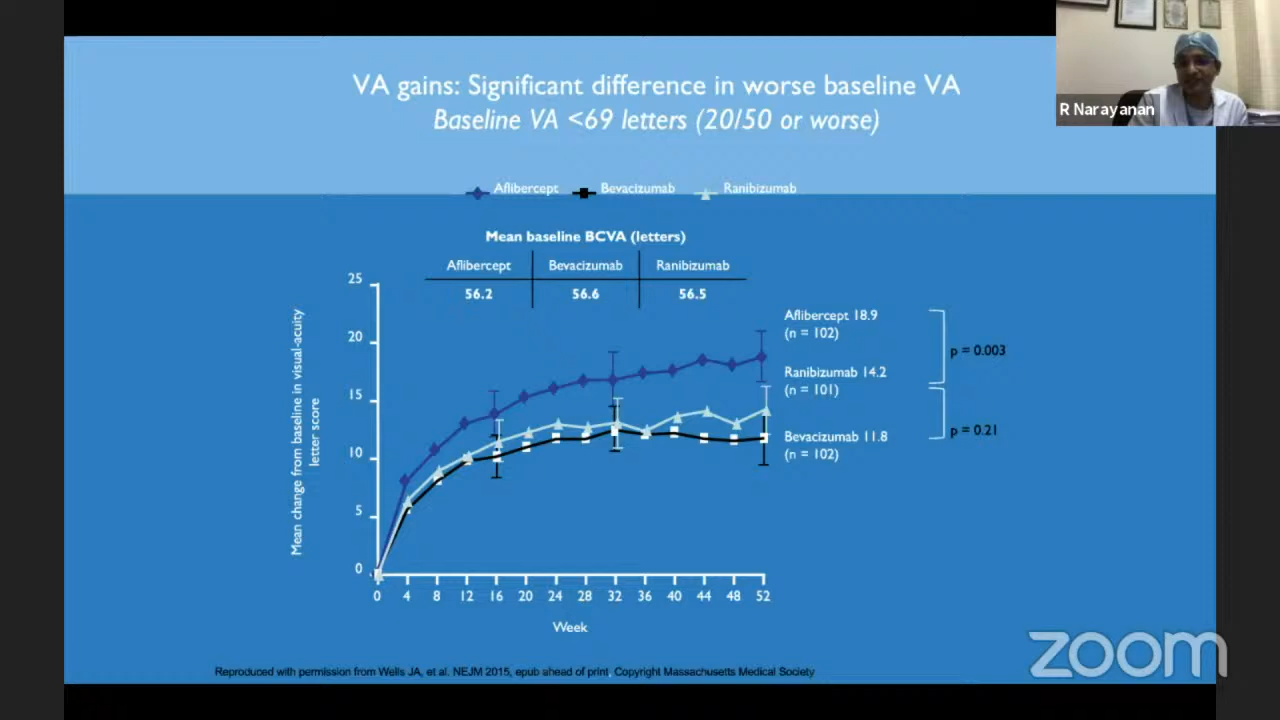 VA gains: Significant difference in worse baseline VA
Baseline VA <69 letters (20/50 or worse)
R Narayanan
Aflibercept Bevacizumab Ranibizumab
Mean baseline BCVA (letters)
Aflibercept Bevacizumab Ranibizumab
56.2 56.6 56.5
Mean change from baseline in visual-acuity
letter score
25
20
15
10
5
0
Aflibercept 18.9
(n = 102)
p = 0.003
Ranibizumab 14.2
(n = 101)
p = 0.21
Bevacizumab 11.8
(n = 102)
0 4 8 12 16 20 24 28 32 36 40 44 48 52
Week
Reproduced with permission from Wells JA, et al. NEJM 2015, epub ahead of print. Copyright Massachusetts Medical Society
zoom